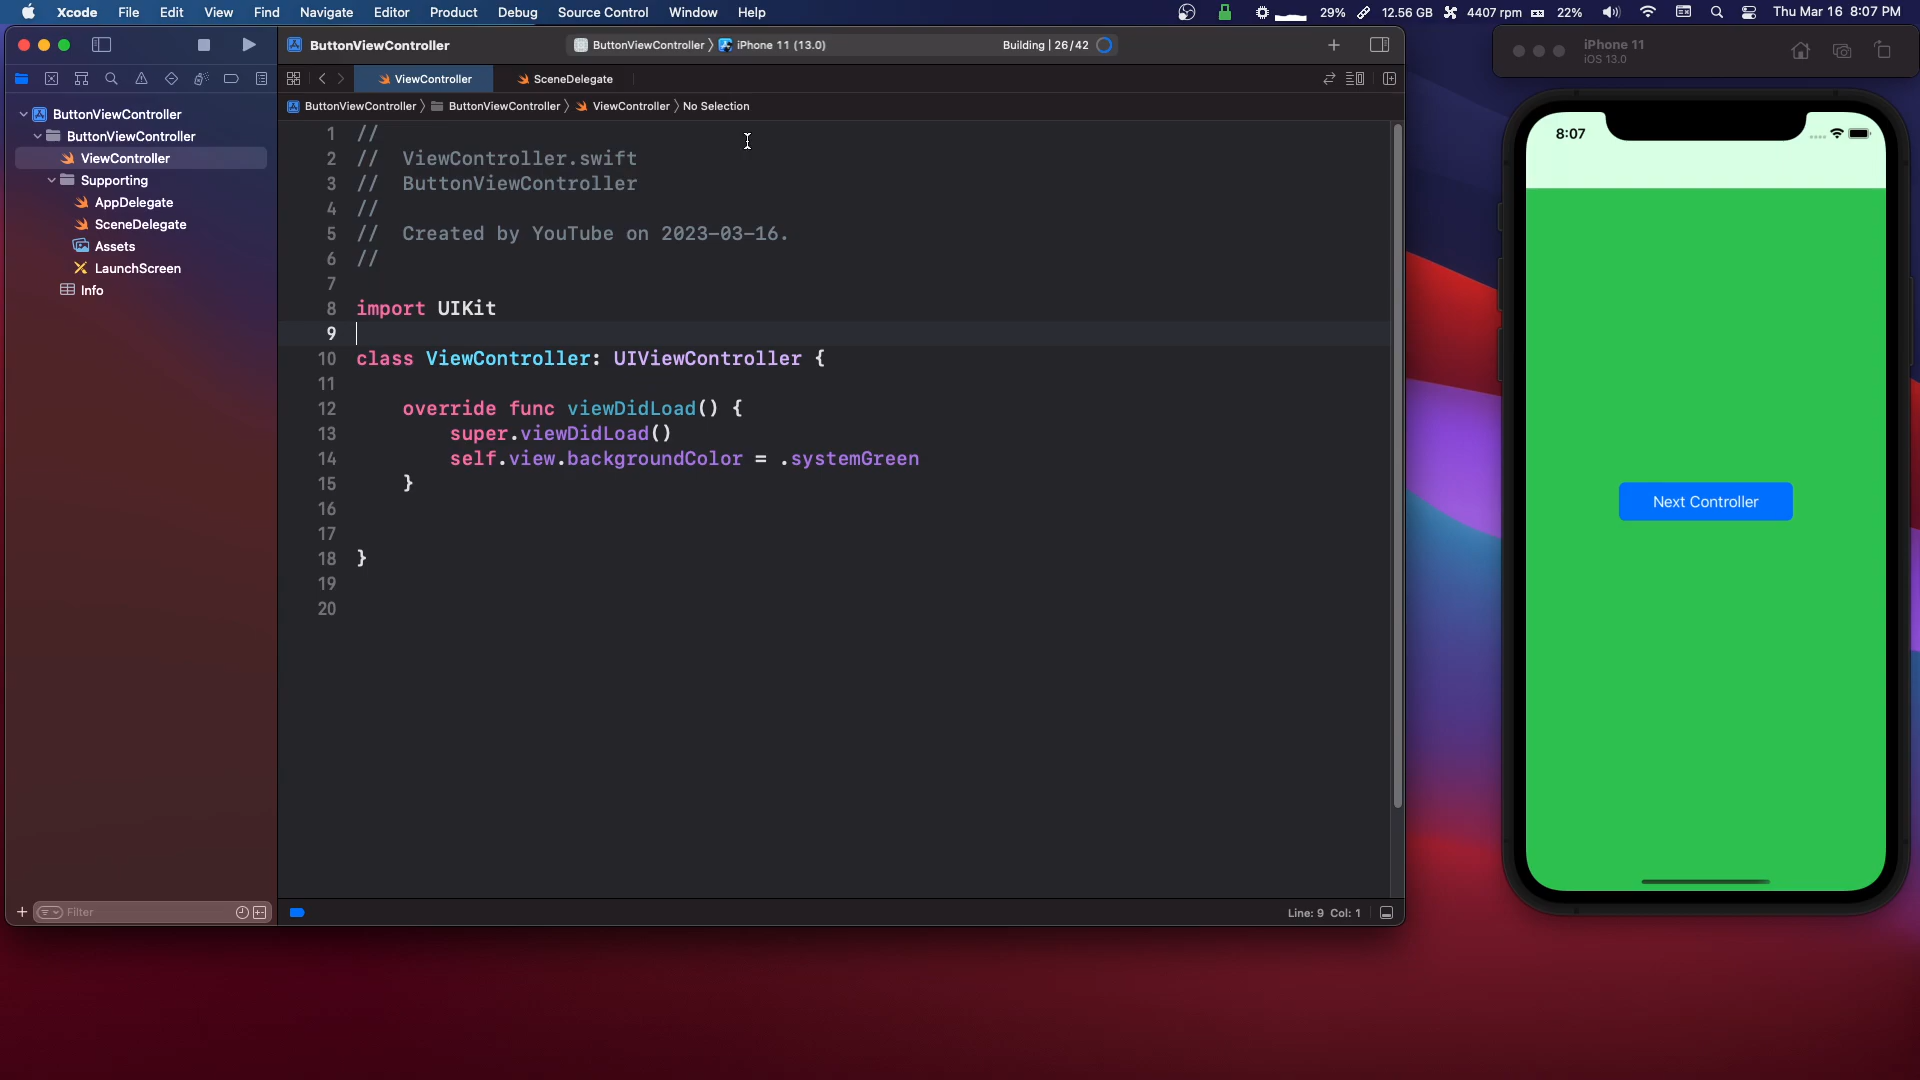 Xcode File Edit View Find Navigate Editor Product Debug Source Control Window Help 29% 12.56 GB 4407 rpm 22% Thu Mar 16 8:07 PM
ButtonViewController ButtonViewController iPhone 11 (13.0) Building | 26/42
ViewController SceneDelegate
ButtonViewController ButtonViewController ViewController No Selection
ButtonViewController
ButtonViewController
ViewController
Supporting
AppDelegate
SceneDelegate
Assets
LaunchScreen
Info
Filter
1 //
2 // ViewController.swift
3 // ButtonViewController
4 //
5 // Created by YouTube on 2023-03-16.
6 //
7
8 import UIKit
9
10 class ViewController: UIViewController {
11
12 override func viewDidLoad() {
13 super.viewDidLoad()
14 self.view.backgroundColor = .systemGreen
15 }
16
17
18 }
19
20
Line: 9 Col: 1
iPhone 11
iOS 13.0
8:07
Next Controller